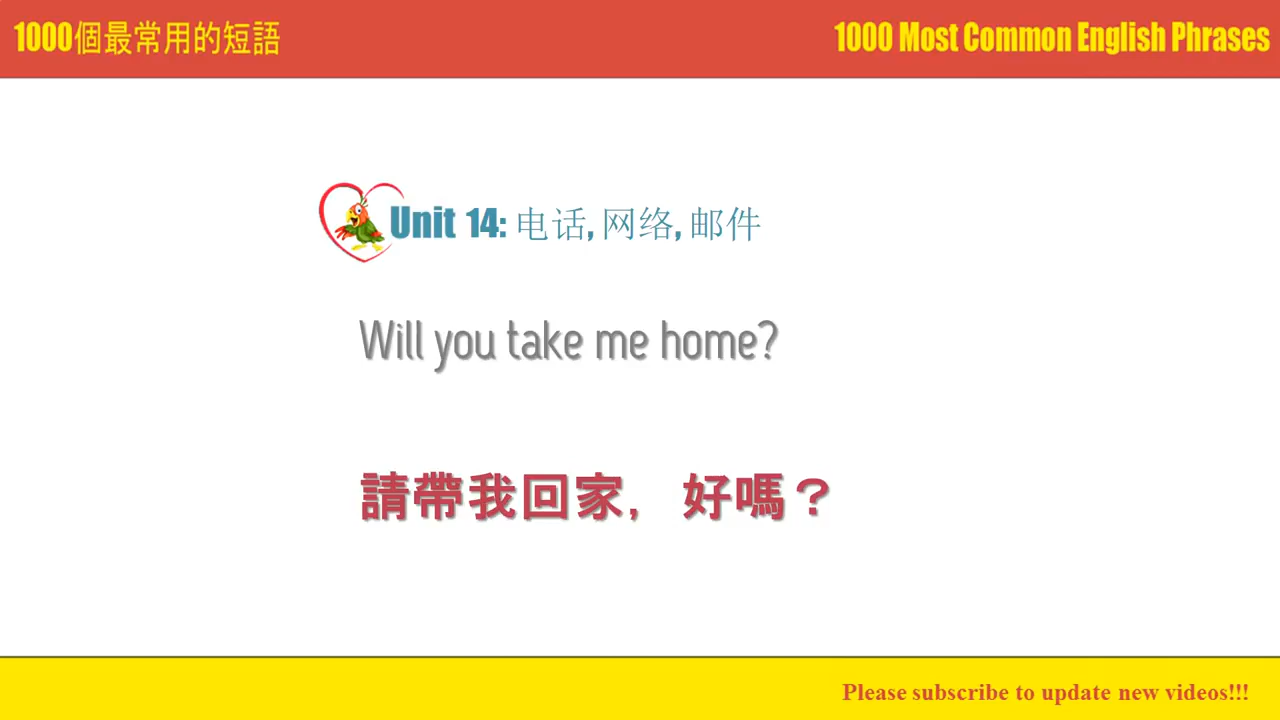 1000個最常用的短語
1000 Most Common English Phrases
Unit 14: 电话, 网络, 邮件
Will you take me home?
請帶我回家，好嗎？
Please subscribe to update new videos!!!